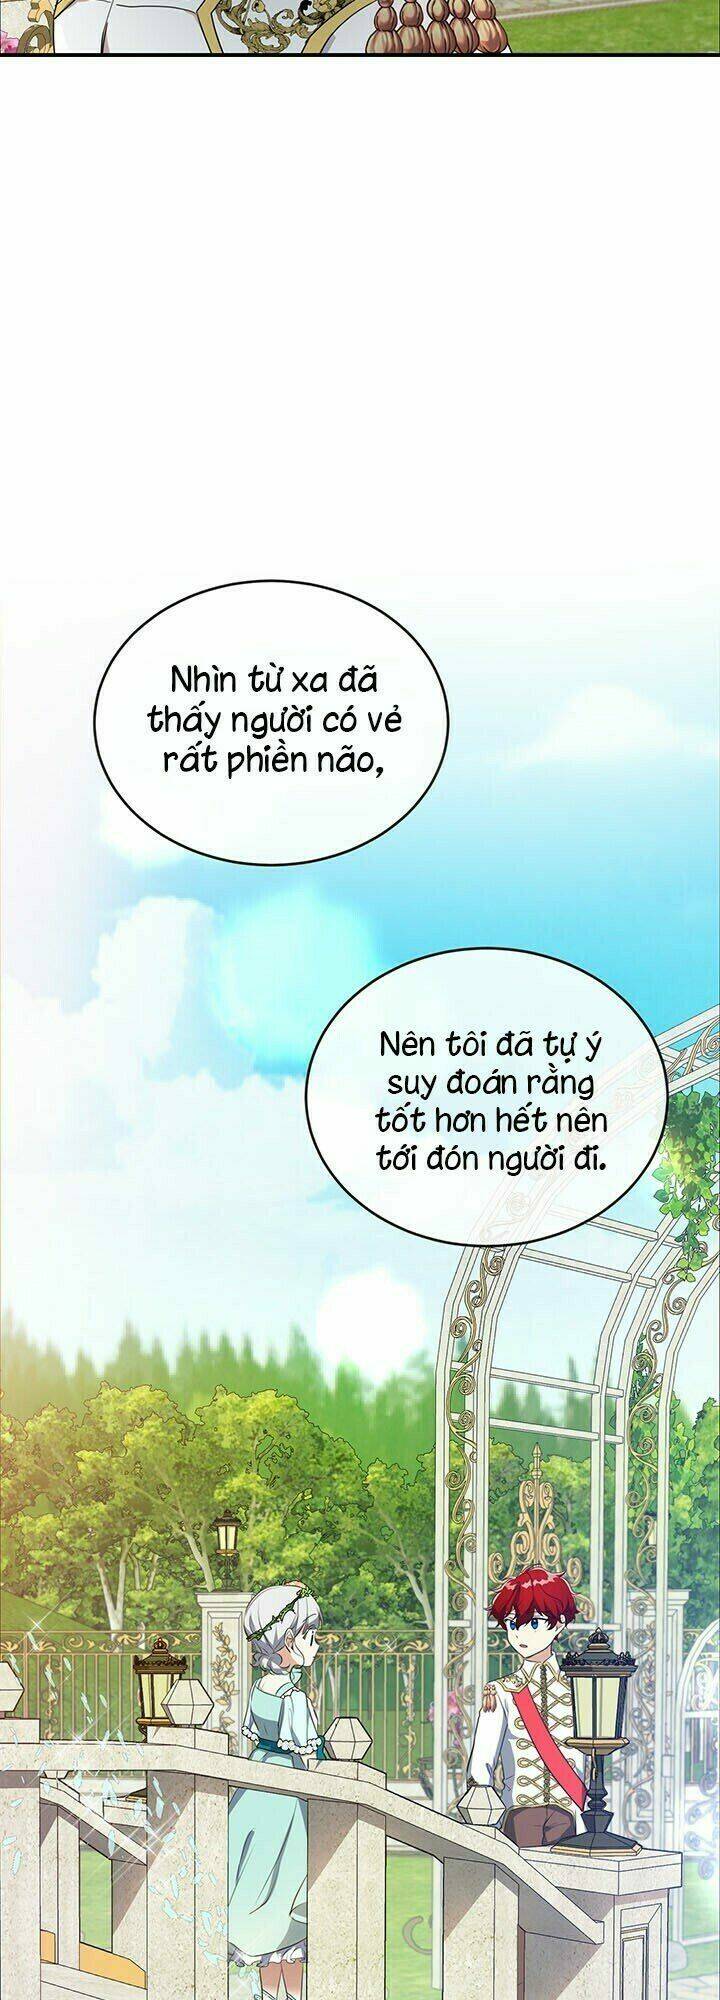 Nhìn từ xa đã
thấy người có vẻ
rất phiền não,
Nên tôi đã tự ý
suy đoán rằng
tốt hơn hết nên
tới đón người đi.